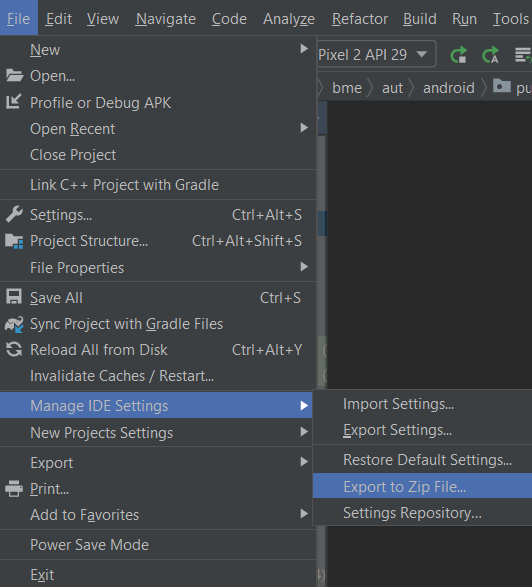 File Edit View Navigate Code Analyze Refactor Build Run Tools
New
Open...
Pixel 2 API 29
Profile or Debug APK
bme aut android pu
Open Recent
Close Project
Link C++ Project with Gradle
Settings... Ctrl+Alt+S
Project Structure... Ctrl+Alt+Shift+S
File Properties
Save All Ctrl+S
Sync Project with Gradle Files
Reload All from Disk Ctrl+Alt+Y
Invalidate Caches / Restart...
Manage IDE Settings
Import Settings...
New Projects Settings
Export Settings...
Export
Restore Default Settings...
Print...
Export to Zip File...
Add to Favorites
Settings Repository...
Power Save Mode
Exit